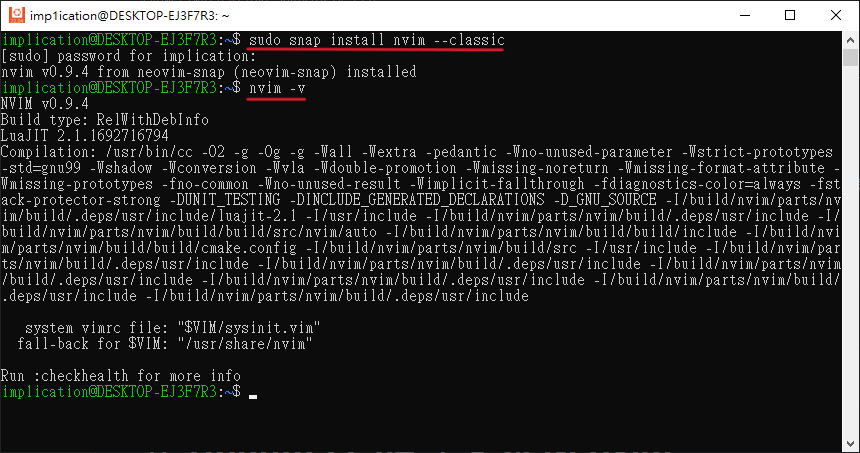 implication@DESKTOP-EJ3F7R3: ~
implication@DESKTOP-EJ3F7R3:~$ sudo snap install nvim --classic
[sudo] password for implication:
nvim v0.9.4 from neovim-snap (neovim-snap) installed
implication@DESKTOP-EJ3F7R3:~$ nvim -v
NVIM v0.9.4
Build type: RelWithDebInfo
LuaJIT 2.1.1692716794
Compilation: /usr/bin/cc -O2 -g -Og -g -Wall -Wextra -pedantic -Wno-unused-parameter -Wstrict-prototypes
-std=gnu99 -Wshadow -Wconversion -Wvla -Wdouble-promotion -Wmissing-noreturn -Wmissing-format-attribute -
Wmissing-prototypes -fno-common -Wno-unused-result -Wimplicit-fallthrough -fdiagnostics-color=always -fst
ack-protector-strong -DUNIT_TESTING -DINCLUDE_GENERATED_DECLARATIONS -D_GNU_SOURCE -I/build/nvim/parts/nv
im/build/.deps/usr/include/luajit-2.1 -I/usr/include -I/build/nvim/parts/nvim/build/.deps/usr/include -I/
build/nvim/parts/nvim/build/build/src/nvim/auto -I/build/nvim/parts/nvim/build/build/include -I/build/nvi
m/parts/nvim/build/build/cmake.config -I/build/nvim/parts/nvim/build/src -I/usr/include -I/build/nvim/par
ts/nvim/build/.deps/usr/include -I/build/nvim/parts/nvim/build/.deps/usr/include -I/build/nvim/parts/nvim
/build/.deps/usr/include -I/build/nvim/parts/nvim/build/.deps/usr/include -I/build/nvim/parts/nvim/build/
.deps/usr/include -I/build/nvim/parts/nvim/build/.deps/usr/include
system vimrc file: "$VIM/sysinit.vim"
fall-back for $VIM: "/usr/share/nvim"
Run :checkhealth for more info
implication@DESKTOP-EJ3F7R3:~$